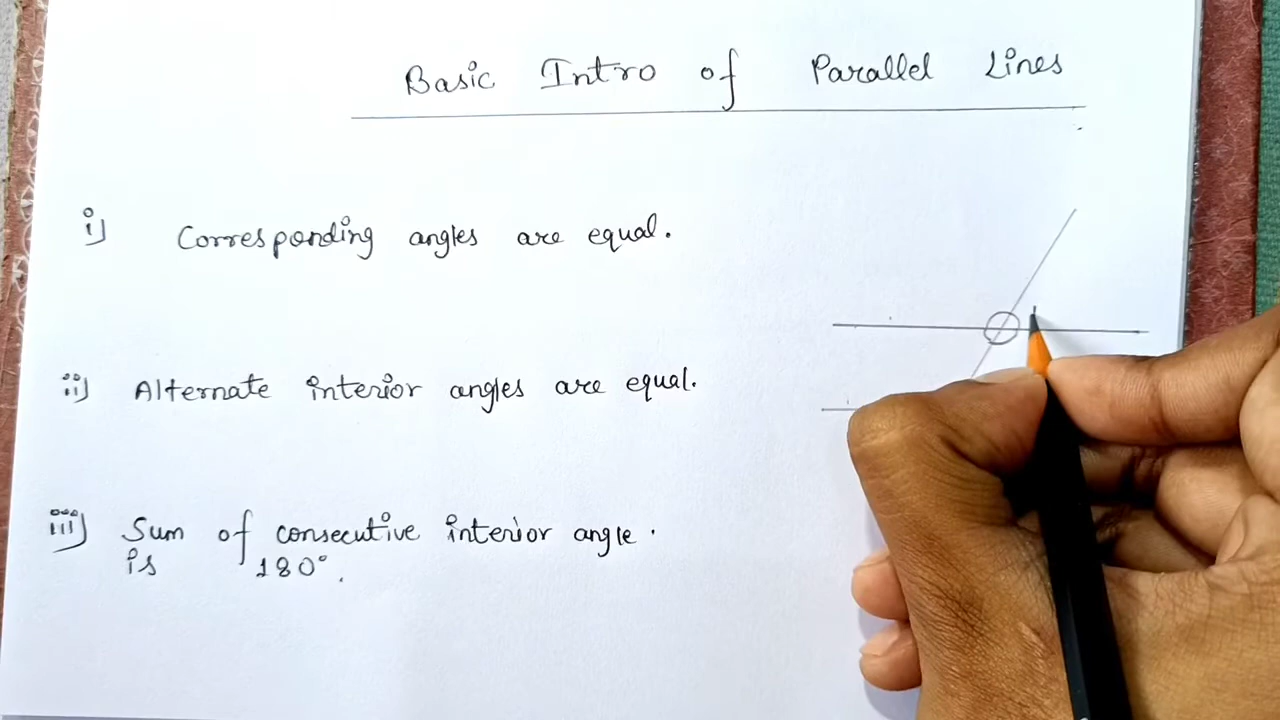 Basic Intro of Parallel Lines
i) Corresponding angles are equal.
ii) Alternate interior angles are equal.
iii) Sum of consecutive interior angle.
is 180°.